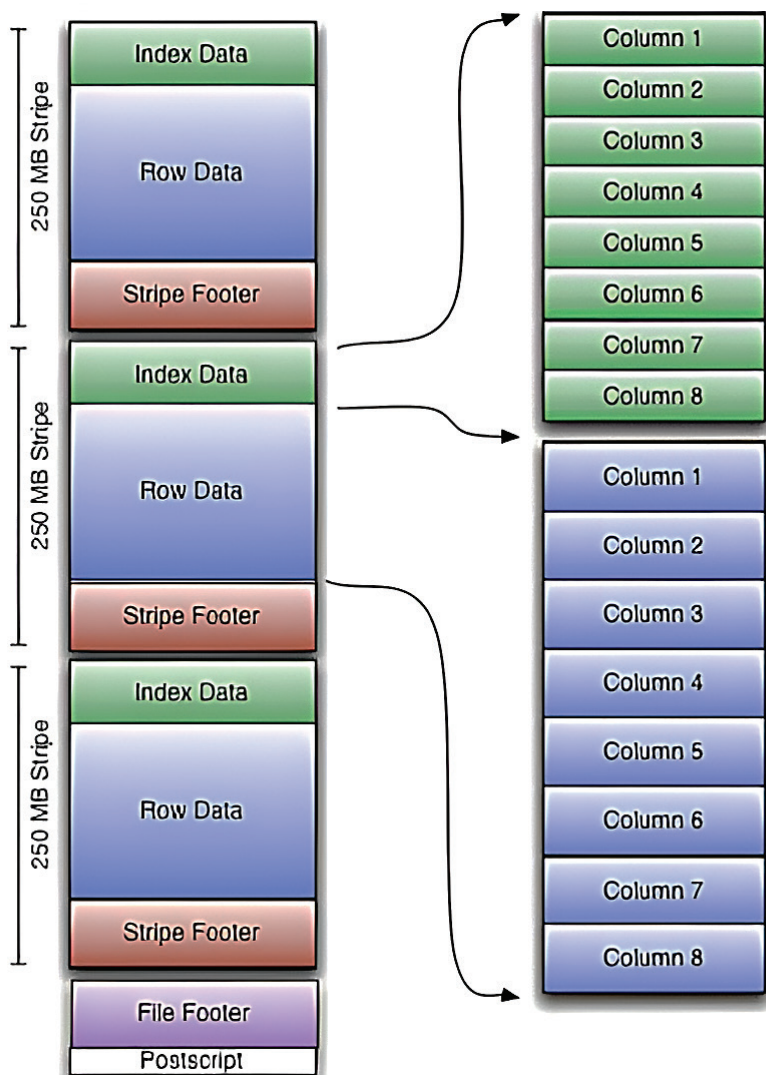 250 MB Stripe
Index Data
Row Data
Stripe Footer
250 MB Stripe
Index Data
Row Data
Stripe Footer
250 MB Stripe
Index Data
Row Data
Stripe Footer
File Footer
Postscript
Column 1
Column 2
Column 3
Column 4
Column 5
Column 6
Column 7
Column 8
Column 1
Column 2
Column 3
Column 4
Column 5
Column 6
Column 7
Column 8